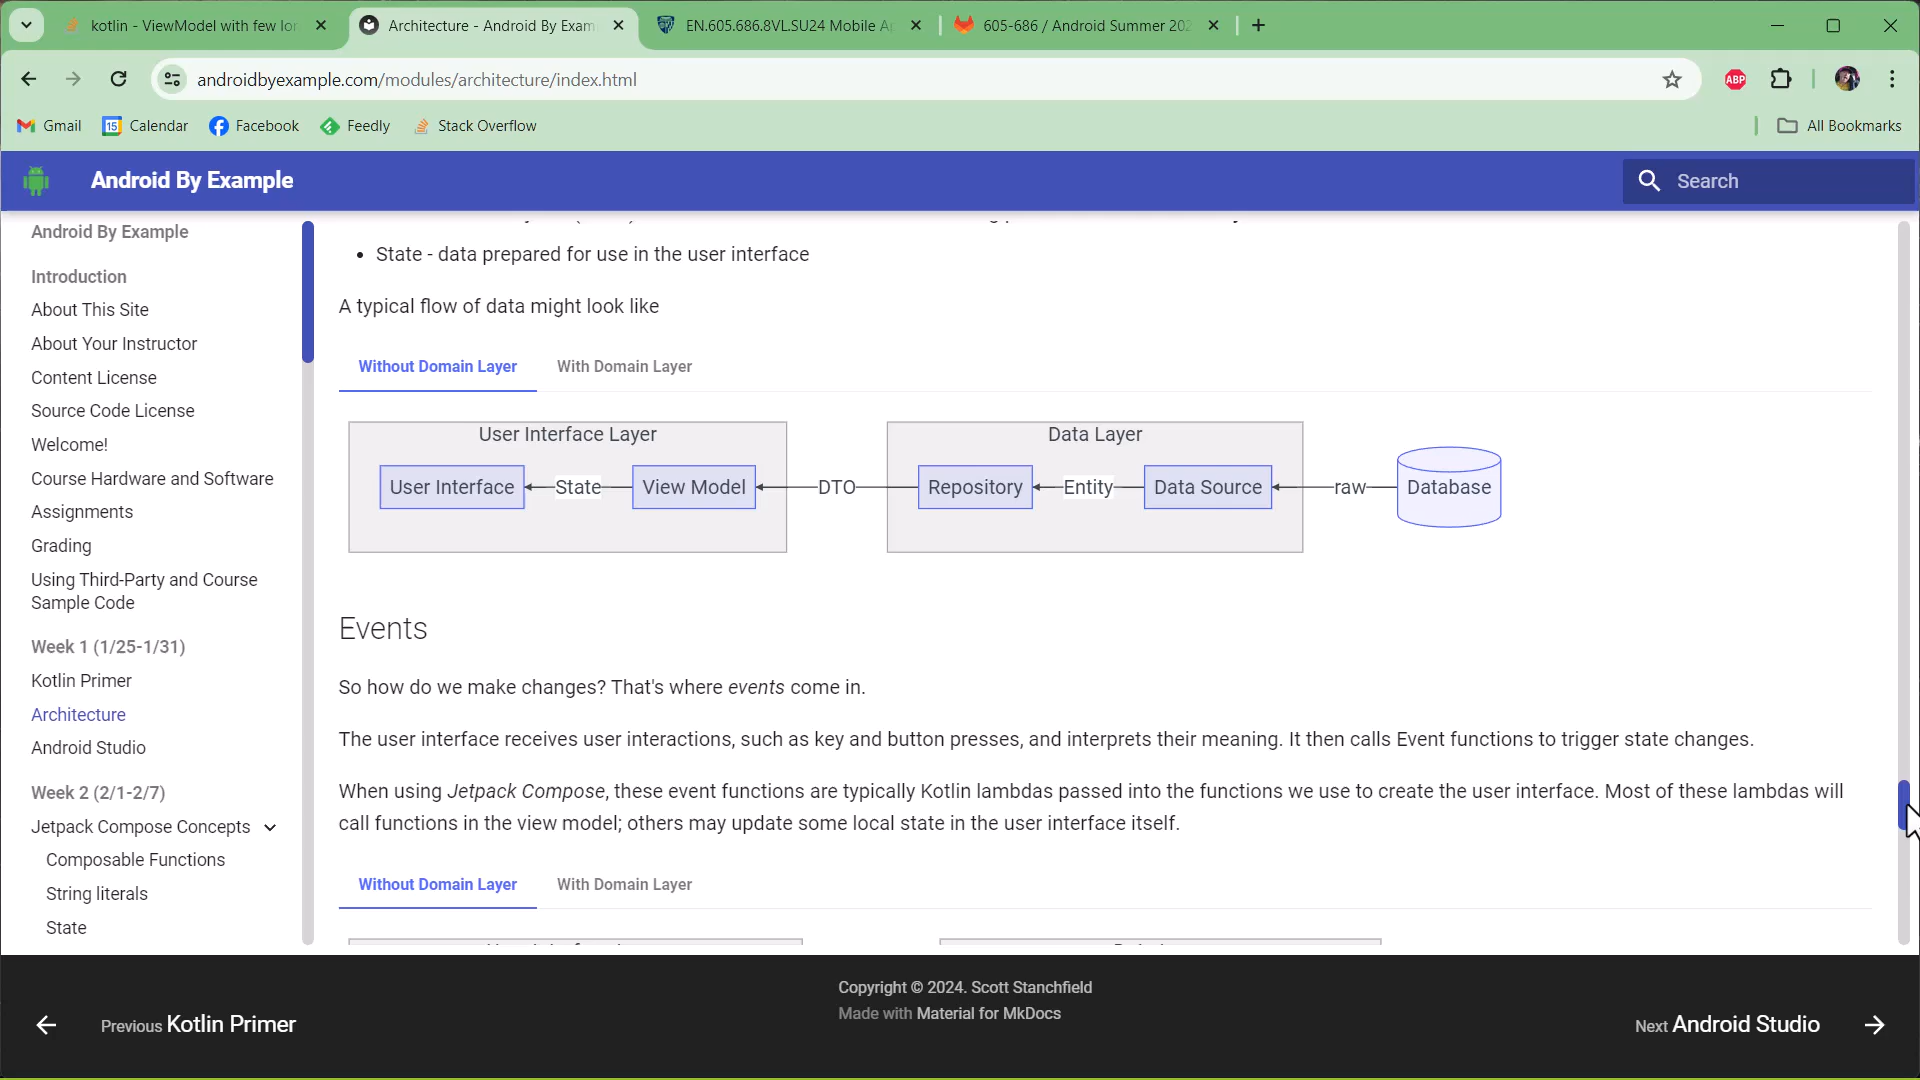 kotlin - ViewModel with few lon
Architecture - Android By Exam
EN.605.686.8VL.SU24 Mobile Ap
605-686 / Android Summer 202
androidbyexample.com/modules/architecture/index.html
ABP
Gmail
15 Calendar
Facebook
Feedly
Stack Overflow
All Bookmarks
Android By Example
Search
Android By Example
Introduction
About This Site
About Your Instructor
Content License
Source Code License
Welcome!
Course Hardware and Software
Assignments
Grading
Using Third-Party and Course
Sample Code
Week 1 (1/25-1/31)
Kotlin Primer
Architecture
Android Studio
Week 2 (2/1-2/7)
Jetpack Compose Concepts
Composable Functions
String literals
State
• State - data prepared for use in the user interface
A typical flow of data might look like
Without Domain Layer With Domain Layer
User Interface Layer
User Interface State View Model
DTO
Data Layer
Repository Entity Data Source
raw
Database
Events
So how do we make changes? That's where events come in.
The user interface receives user interactions, such as key and button presses, and interprets their meaning. It then calls Event functions to trigger state changes.
When using Jetpack Compose, these event functions are typically Kotlin lambdas passed into the functions we use to create the user interface. Most of these lambdas will
call functions in the view model; others may update some local state in the user interface itself.
Without Domain Layer With Domain Layer
Copyright © 2024. Scott Stanchfield
Made with Material for MkDocs
Previous Kotlin Primer
Next Android Studio